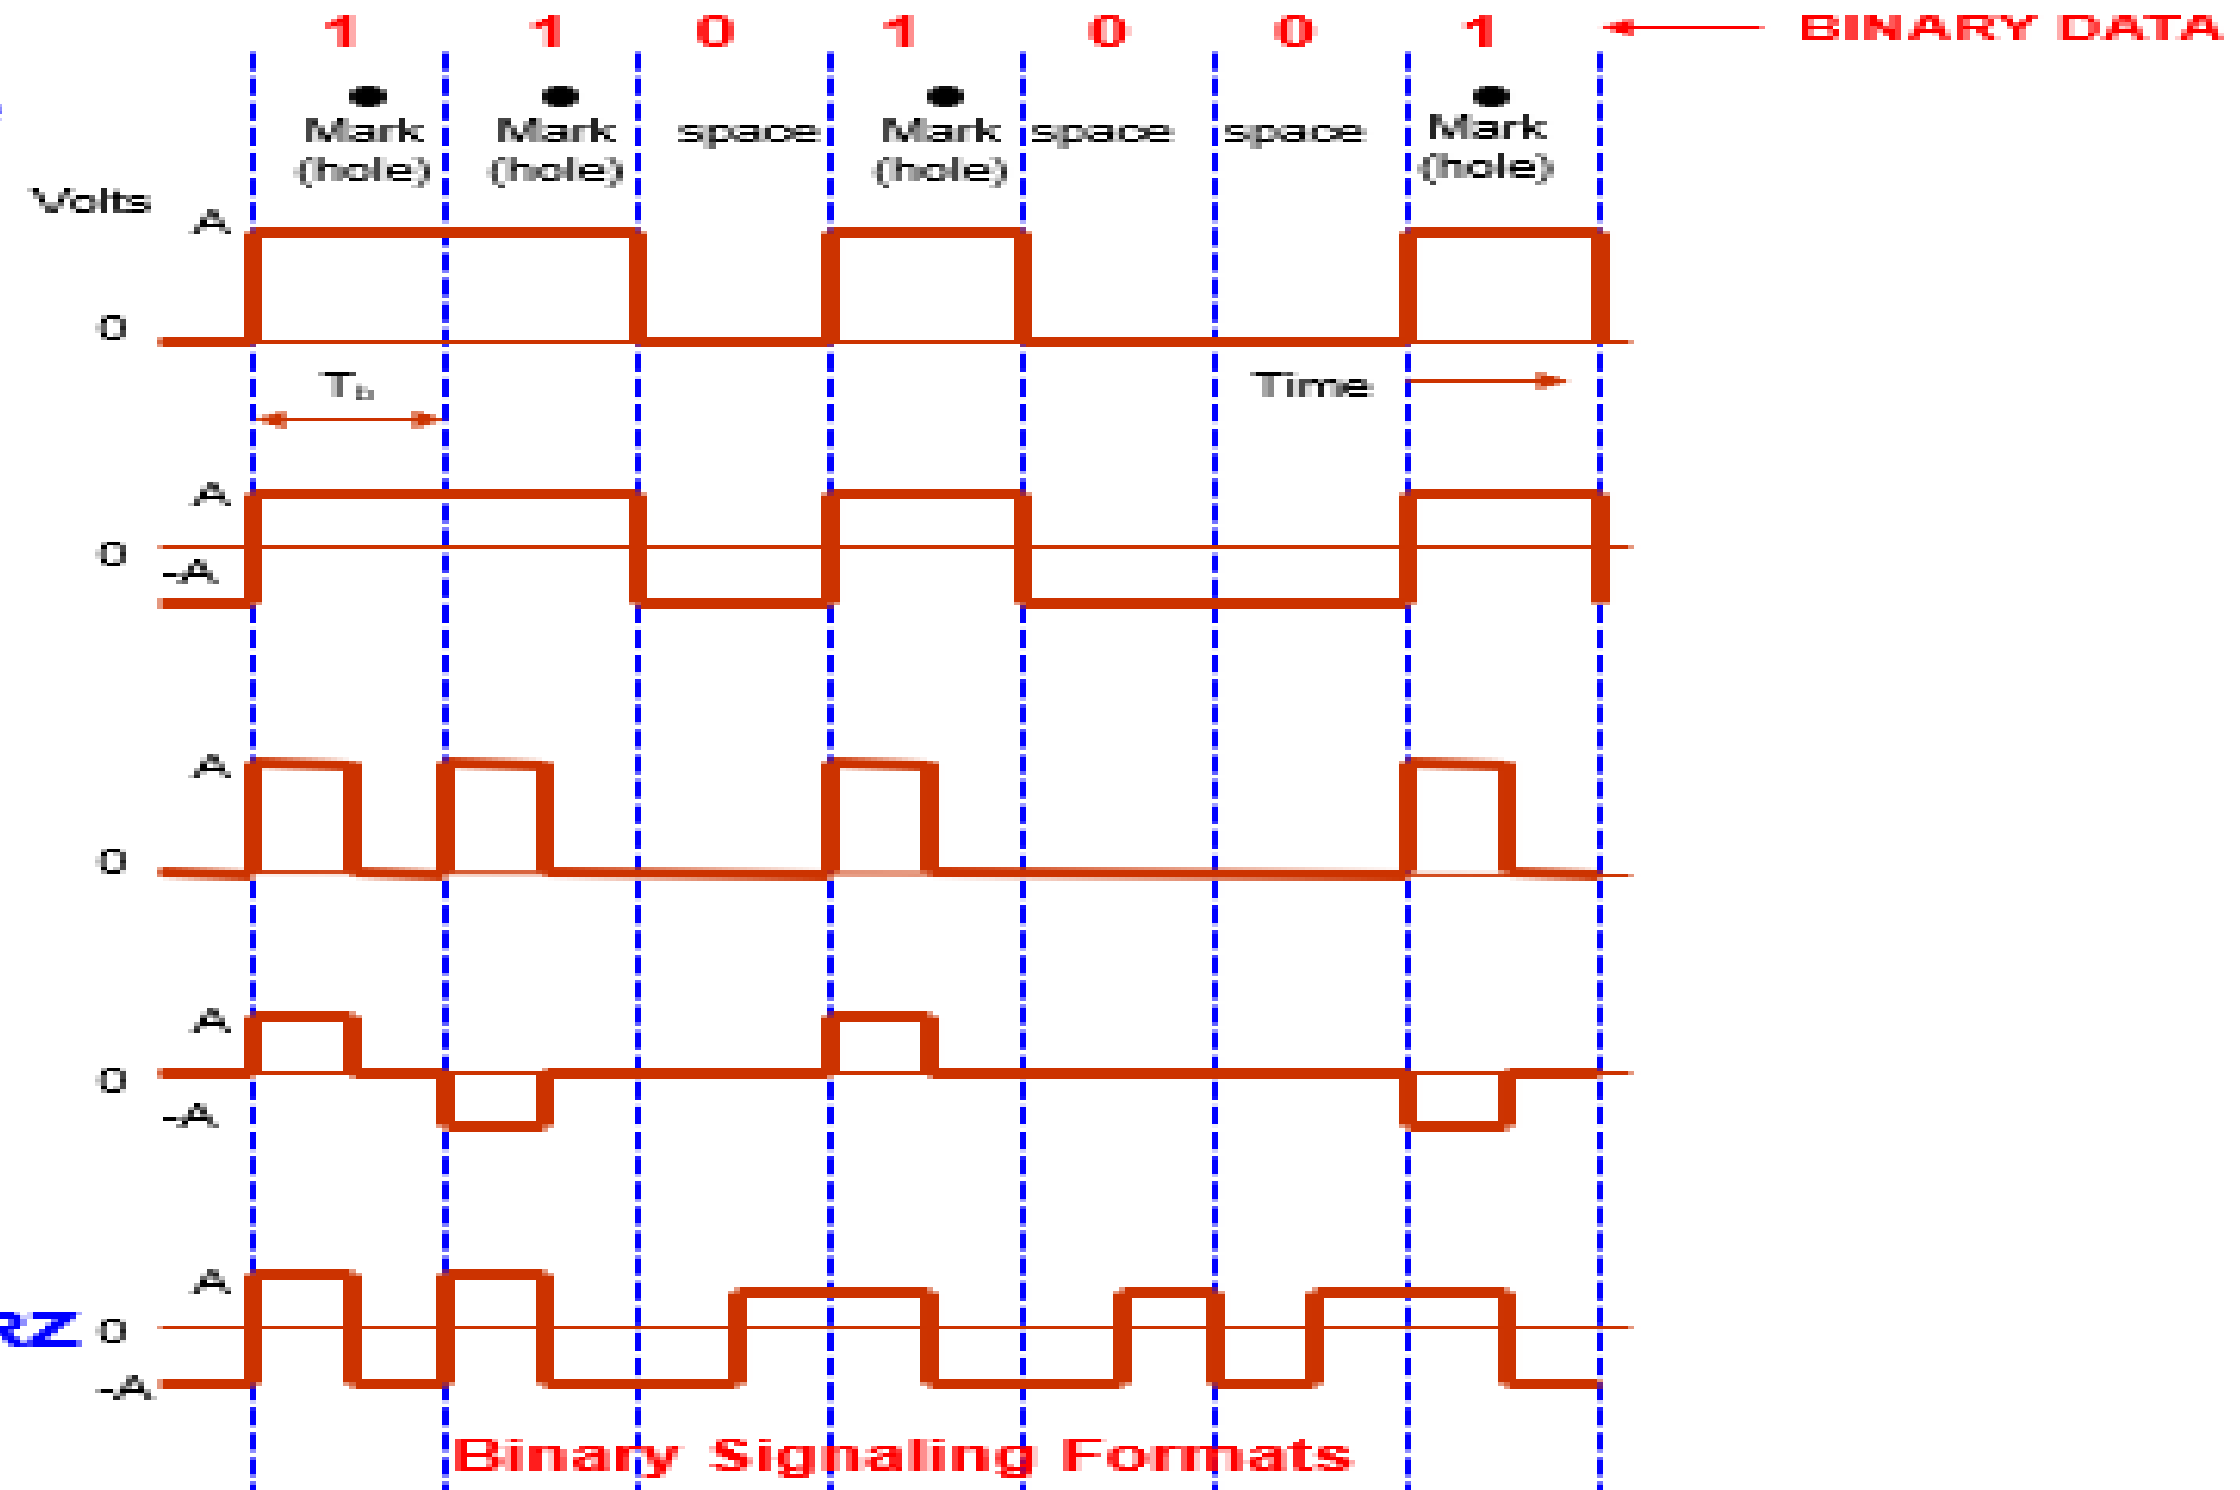 1 1 0 1 0 0 1 BINARY DATA
Mark Mark space Mark space space Mark
(hole) (hole) (hole) (hole)
Volts
A
0
Tb Time
A
0
-A
A
0
A
0
-A
A
RZ 0
-A
Binary Signaling Formats